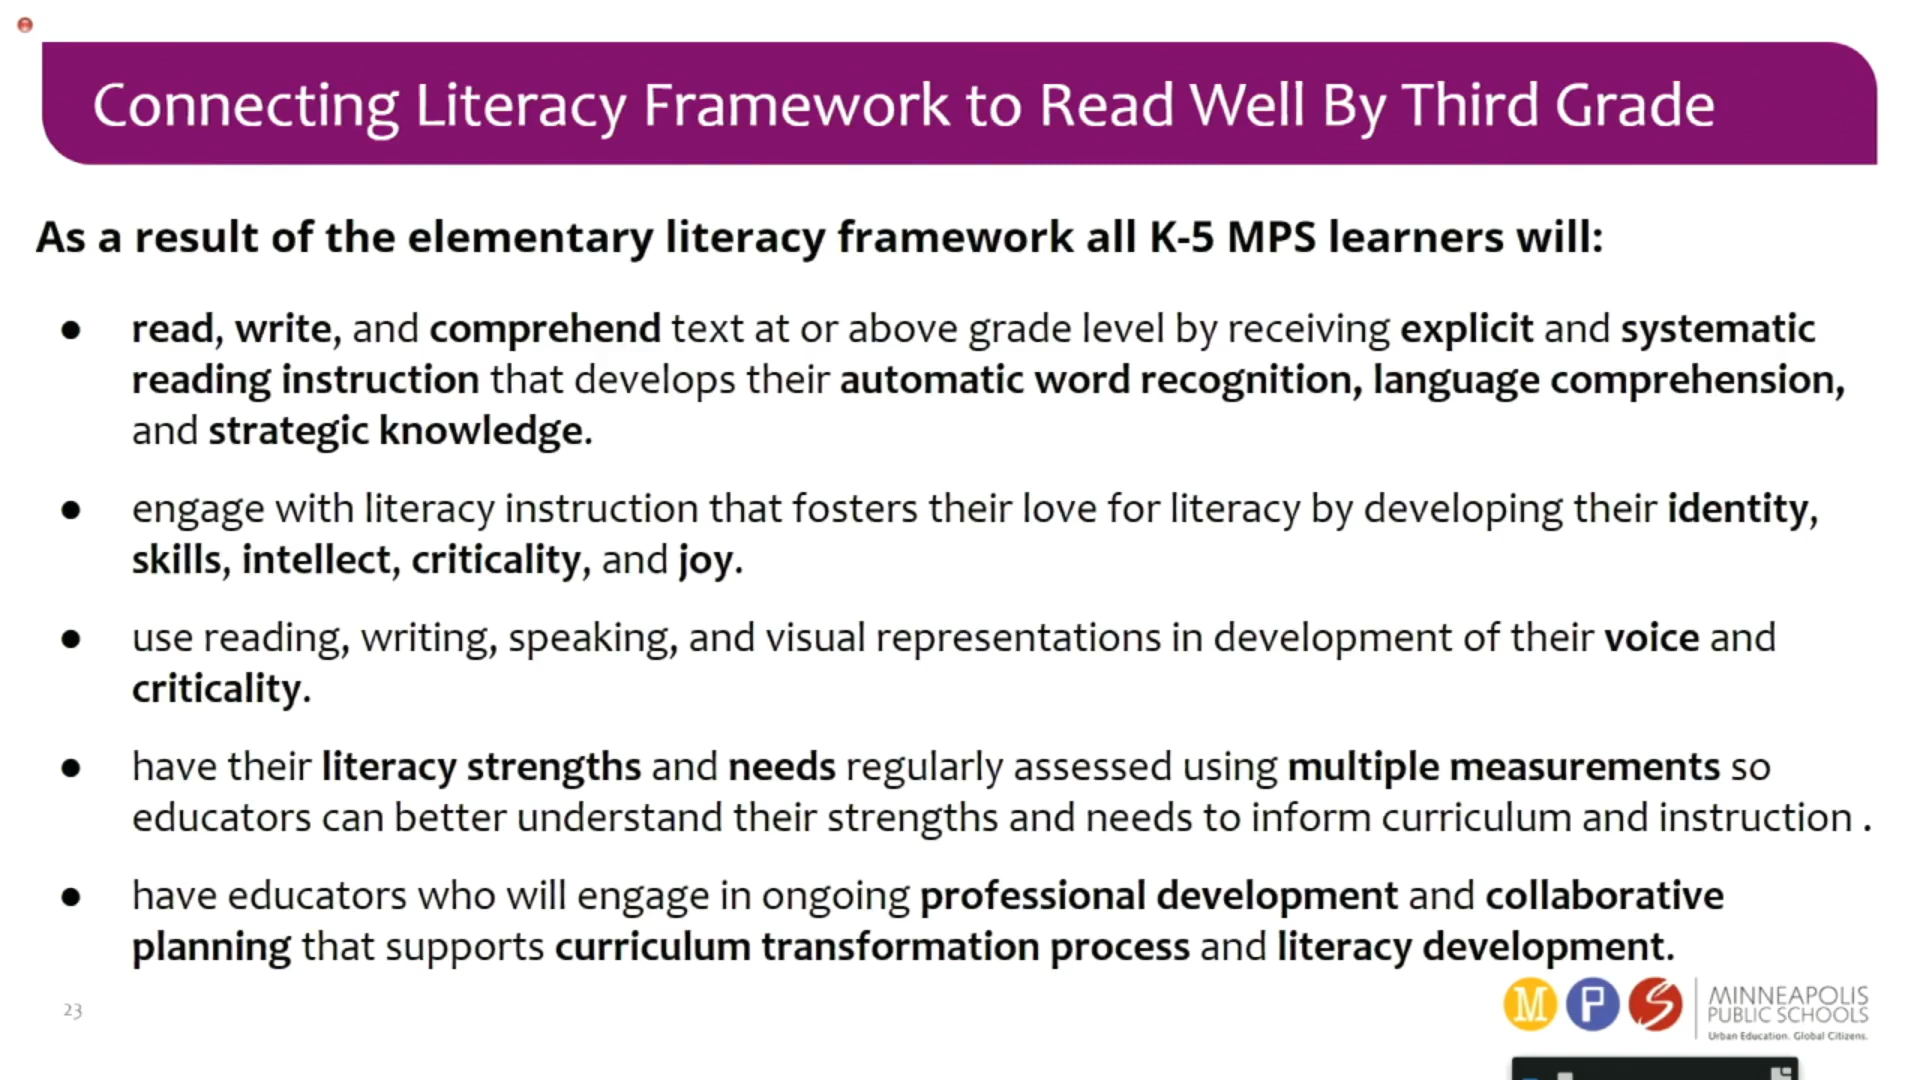 Connecting Literacy Framework to Read Well By Third Grade
As a result of the elementary literacy framework all K-5 MPS learners will:
● read, write, and comprehend text at or above grade level by receiving explicit and systematic
reading instruction that develops their automatic word recognition, language comprehension,
and strategic knowledge.
● engage with literacy instruction that fosters their love for literacy by developing their identity,
skills, intellect, criticality, and joy.
● use reading, writing, speaking, and visual representations in development of their voice and
criticality.
● have their literacy strengths and needs regularly assessed using multiple measurements so
educators can better understand their strengths and needs to inform curriculum and instruction .
● have educators who will engage in ongoing professional development and collaborative
planning that supports curriculum transformation process and literacy development.
23
M P S
MINNEAPOLIS
PUBLIC SCHOOLS
Urban Education. Global Citizens.